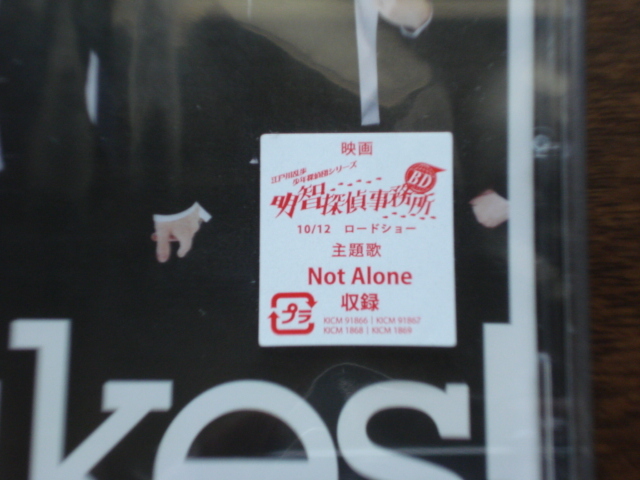 映画
江戸川乱歩
少年探偵団シリーズ
BD
明智探偵事務所
10/12 ロードショー
主題歌
Not Alone
収録
プラ
KICM 91866 | KICM 91867
KICM 1868 | KICM 1869
kes